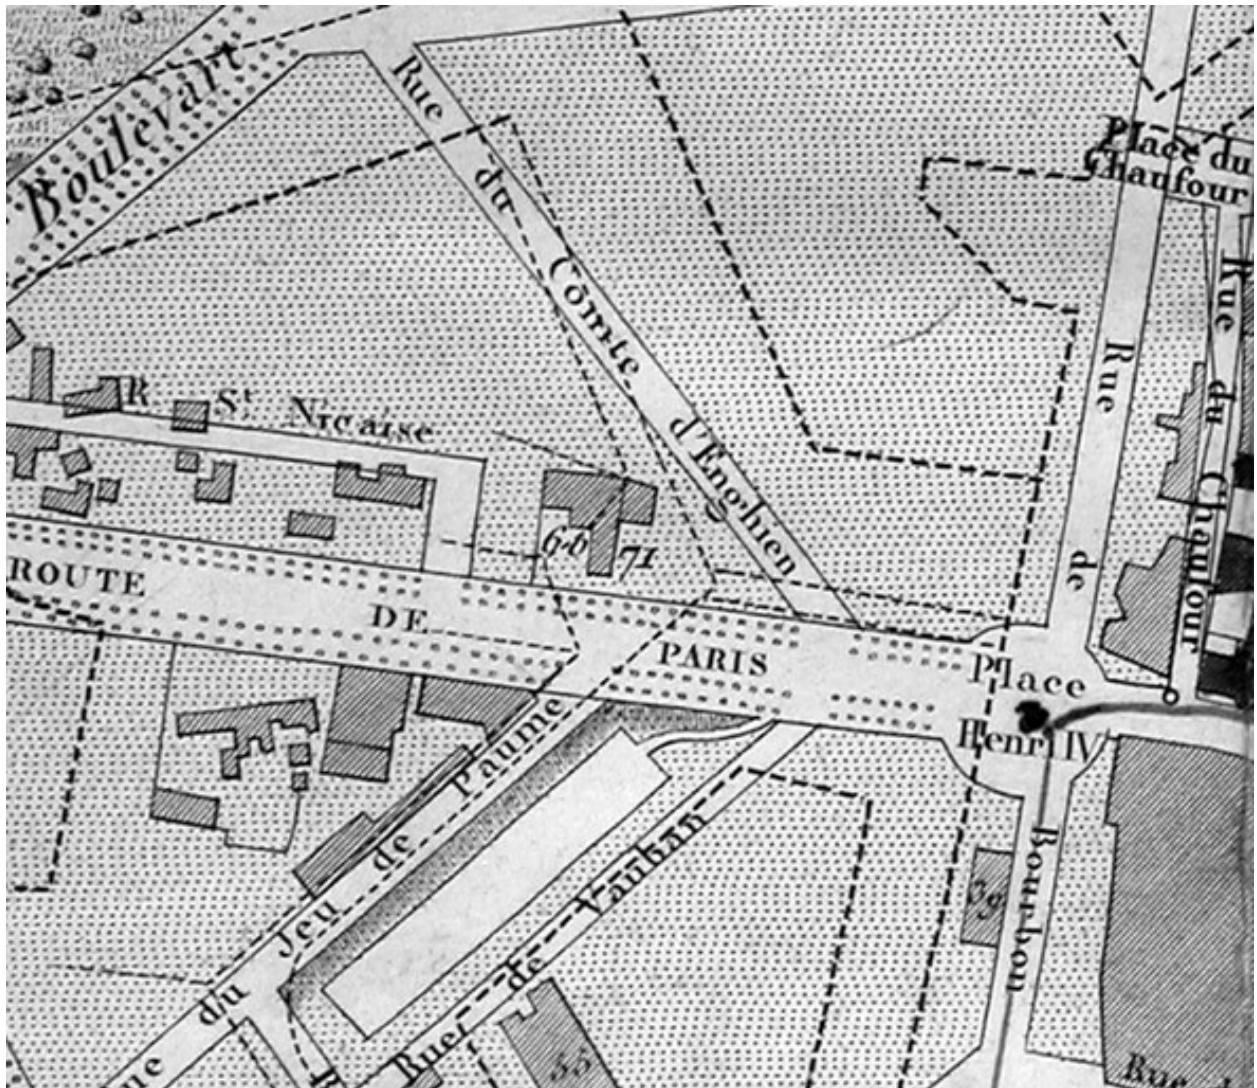 Boulevart
Rue du Comte d'Enghien
Place du
Chaufour
Rue du Chaufour
Rue de
R. St. Nicaise
66
71
ROUTE DE PARIS
Place
Henri IV
Bourbon
Jeu de Paume
du
Rue de Vauban
39
55
Rue